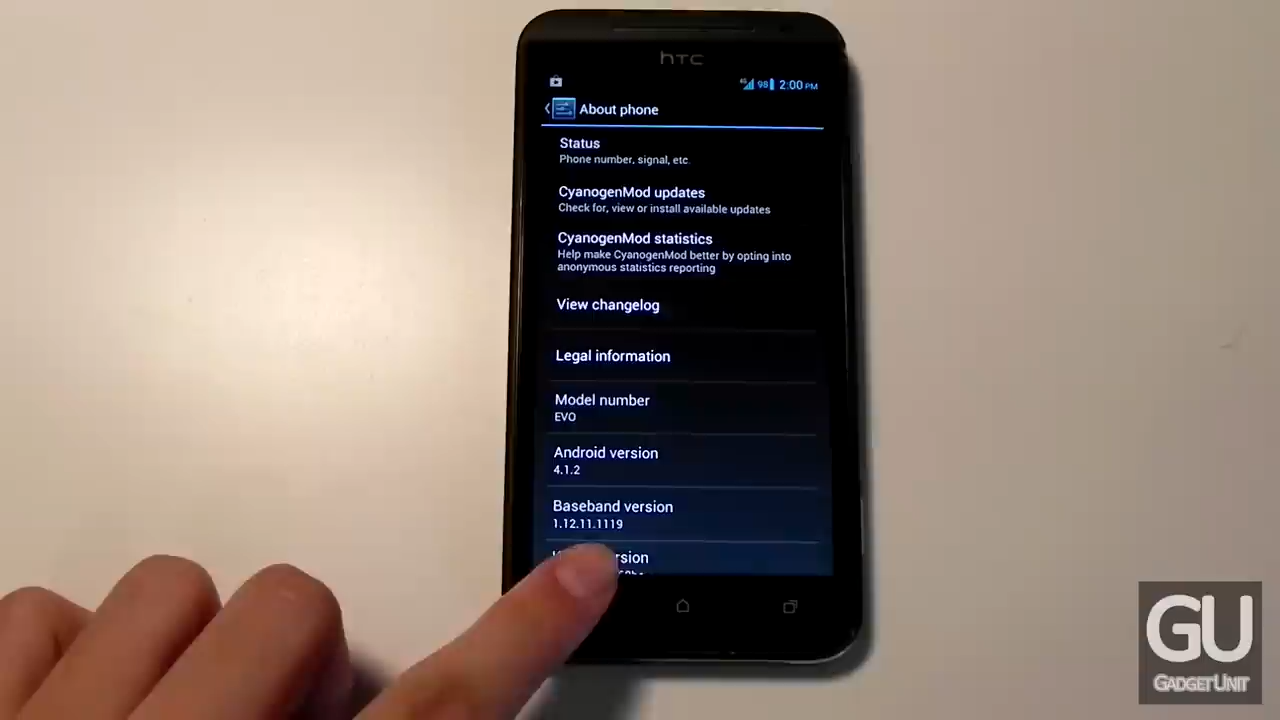 hTC
4G 98 2:00 PM
About phone
Status
Phone number, signal, etc.
CyanogenMod updates
Check for, view or install available updates
CyanogenMod statistics
Help make CyanogenMod better by opting into
anonymous statistics reporting
View changelog
Legal information
Model number
EVO
Android version
4.1.2
Baseband version
1.12.11.1119
GU
GADGETUNIT